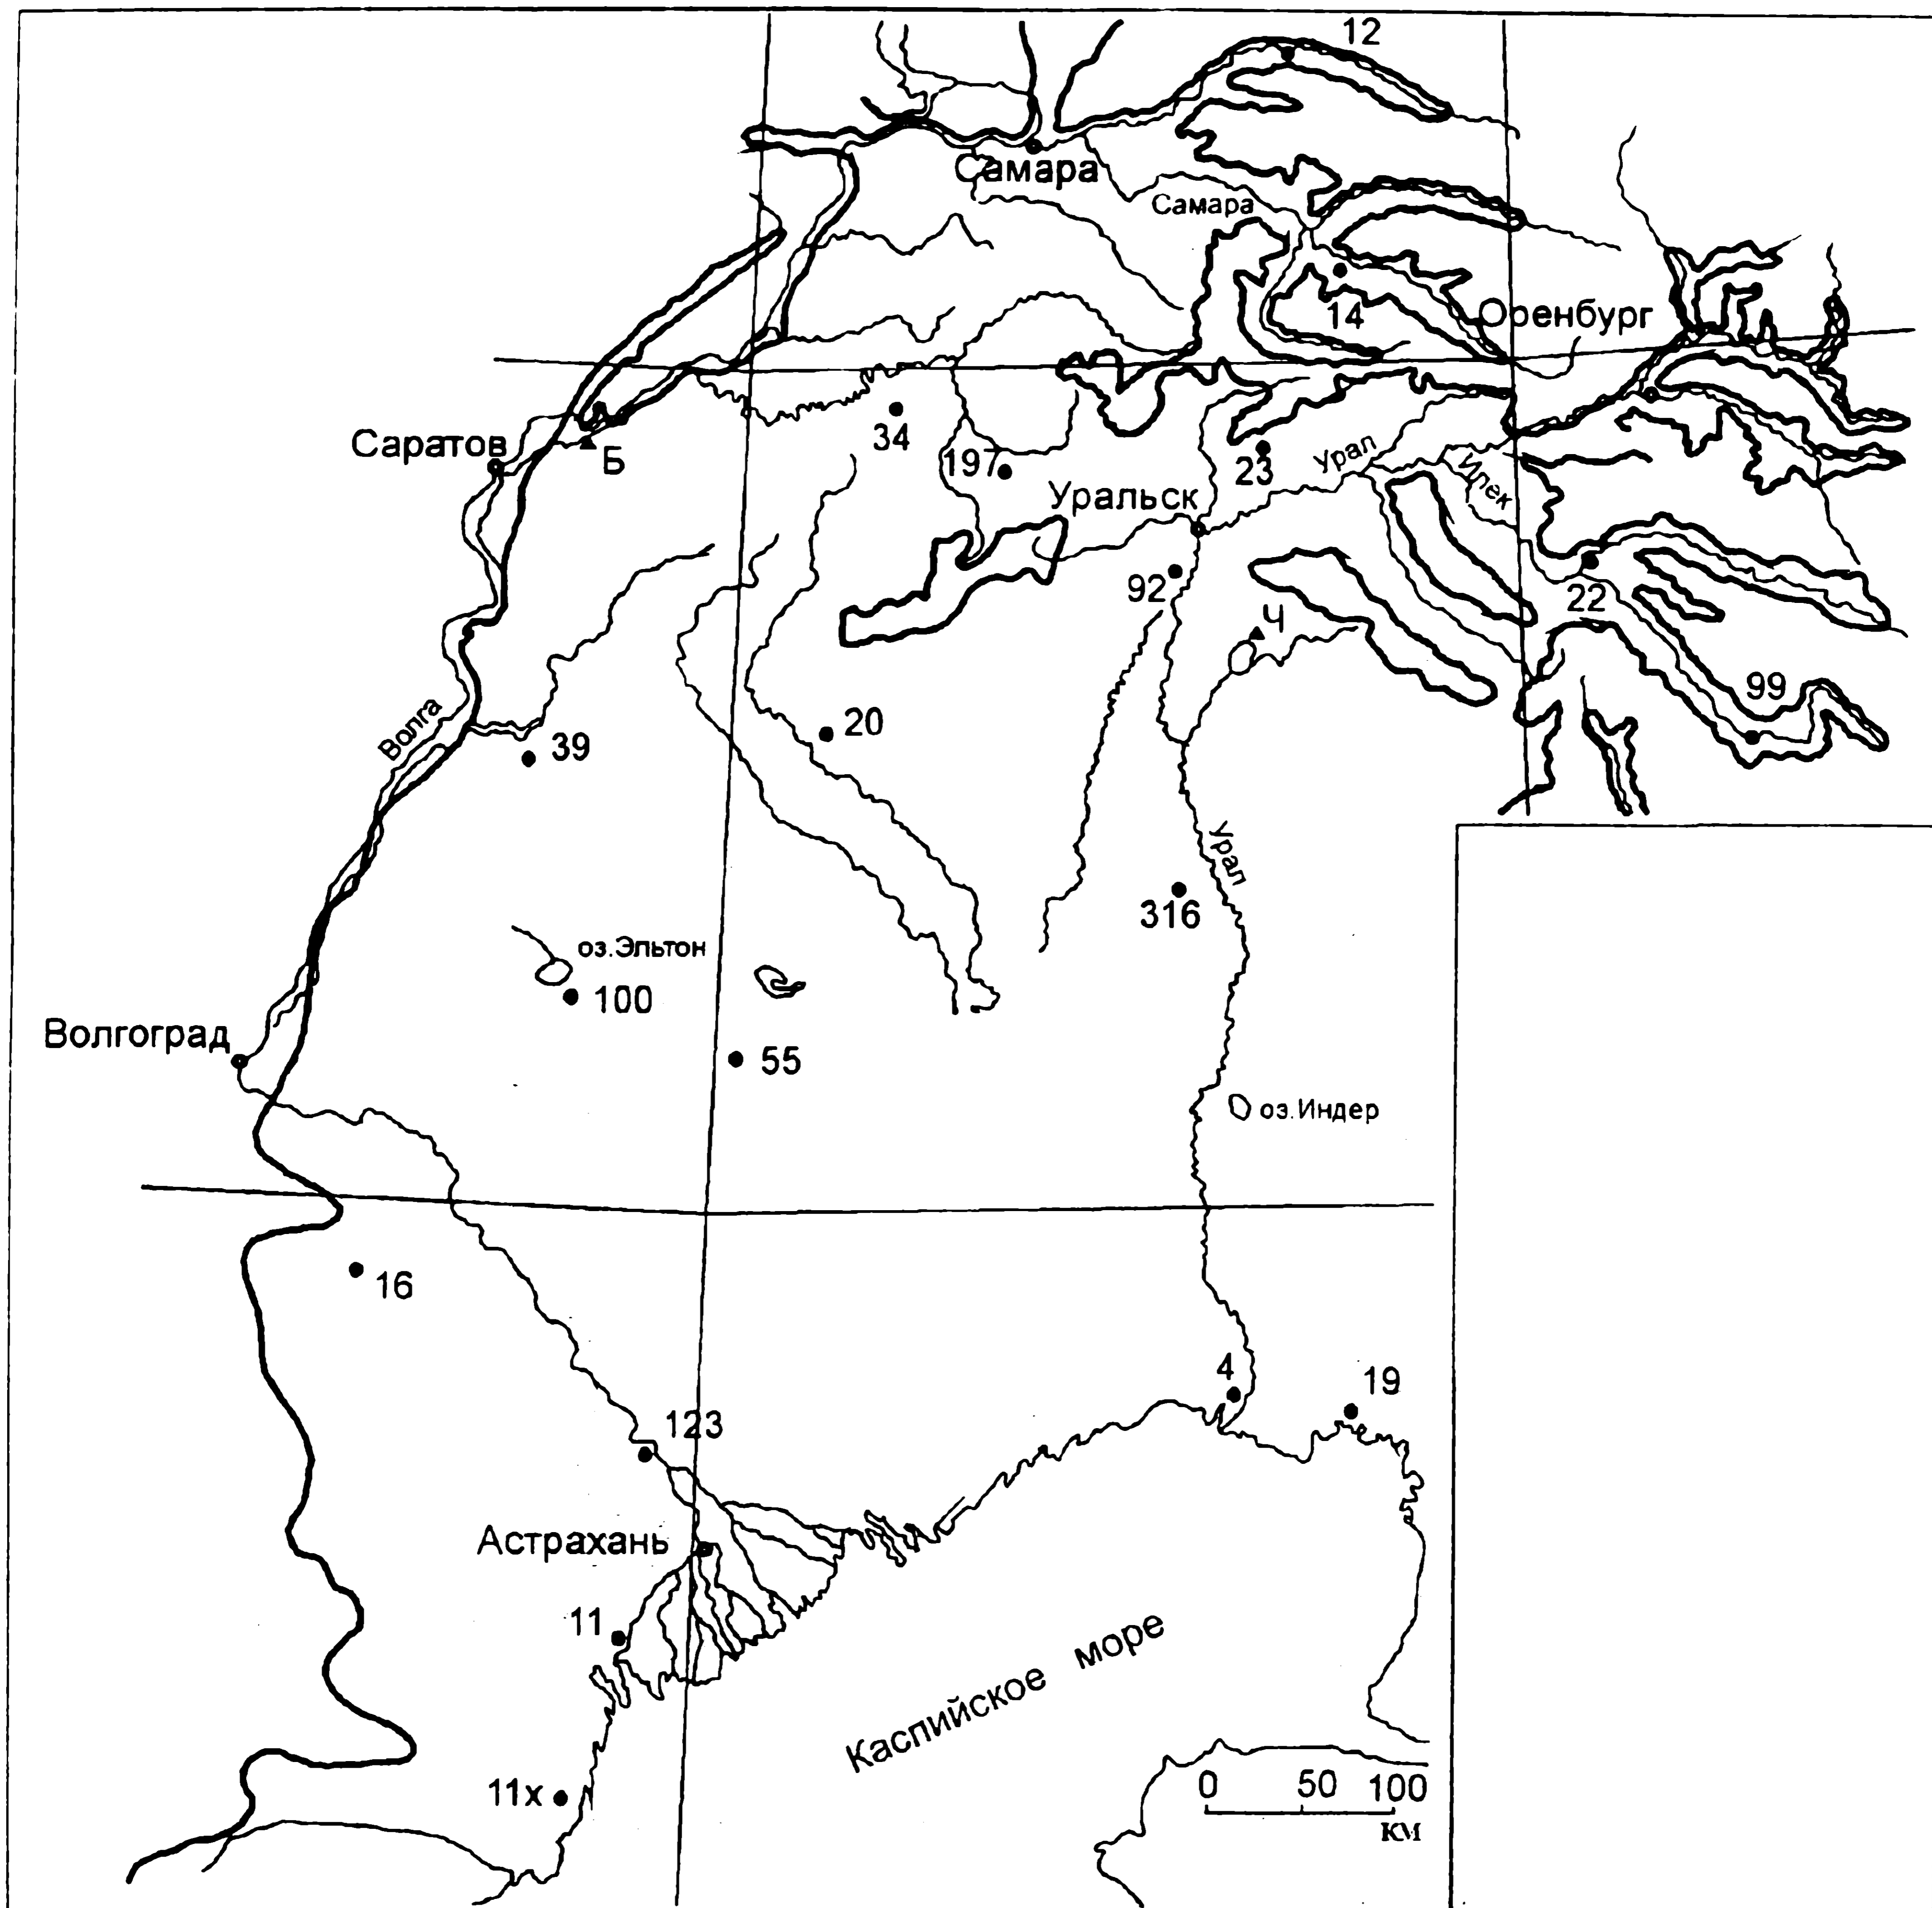 12
Самара
Самара
14
Оренбург
34
Саратов
Б
197
23
Урал
Илек
Уральск
92
22
Ч
99
Волга
39
20
Урал
316
оз.Эльтон
100
Волгоград
55
оз.Индер
16
4
19
123
Астрахань
11
Каспийское море
11х
0 50 100
км